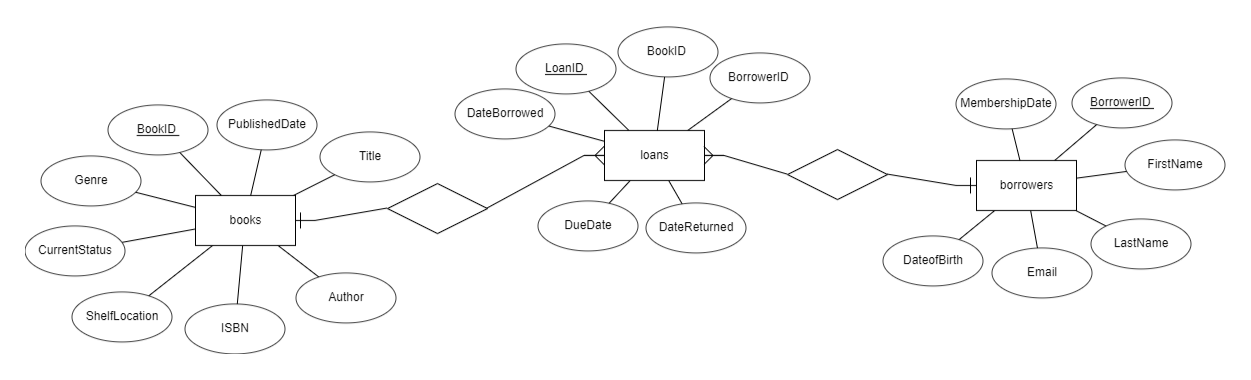 LoanID
BookID
BorrowerID
DateBorrowed
loans
DueDate
DateReturned
BookID
PublishedDate
Title
Genre
books
CurrentStatus
ShelfLocation
ISBN
Author
MembershipDate
BorrowerID
FirstName
borrowers
LastName
DateofBirth
Email